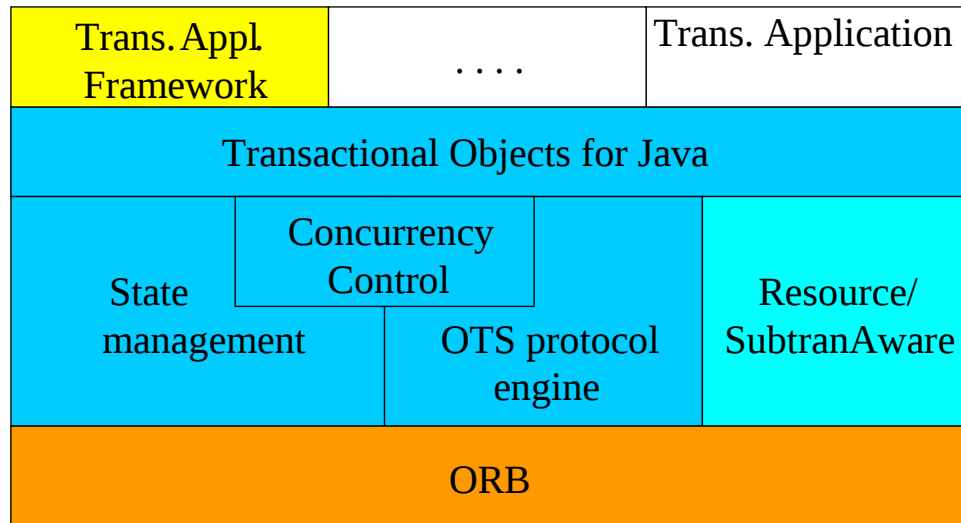 Trans. Appl.
Framework
. . . .
Trans. Application
Transactional Objects for Java
Concurrency
Control
State
management
OTS protocol
engine
Resource/
SubtranAware
ORB